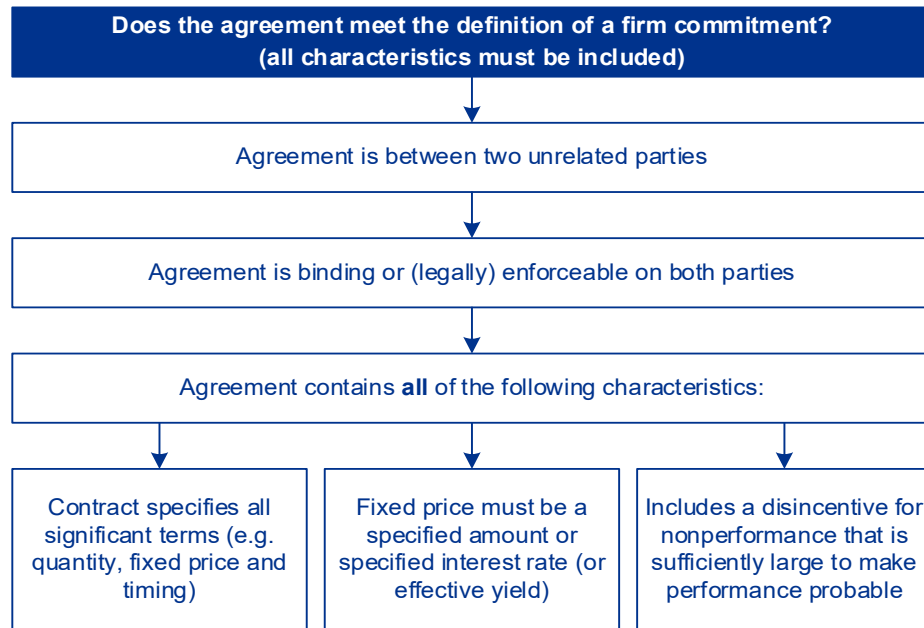 Does the agreement meet the definition of a firm commitment?
(all characteristics must be included)
Agreement is between two unrelated parties
Agreement is binding or (legally) enforceable on both parties
Agreement contains all of the following characteristics:
Contract specifies all
significant terms (e.g.
quantity, fixed price and
timing)
Fixed price must be a
specified amount or
specified interest rate (or
effective yield)
Includes a disincentive for
nonperformance that is
sufficiently large to make
performance probable